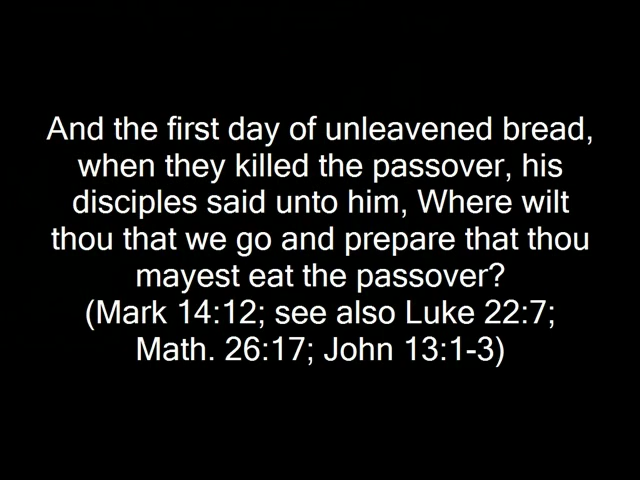 And the first day of unleavened bread,
when they killed the passover, his
disciples said unto him, Where wilt
thou that we go and prepare that thou
mayest eat the passover?
(Mark 14:12; see also Luke 22:7;
Math. 26:17; John 13:1-3)